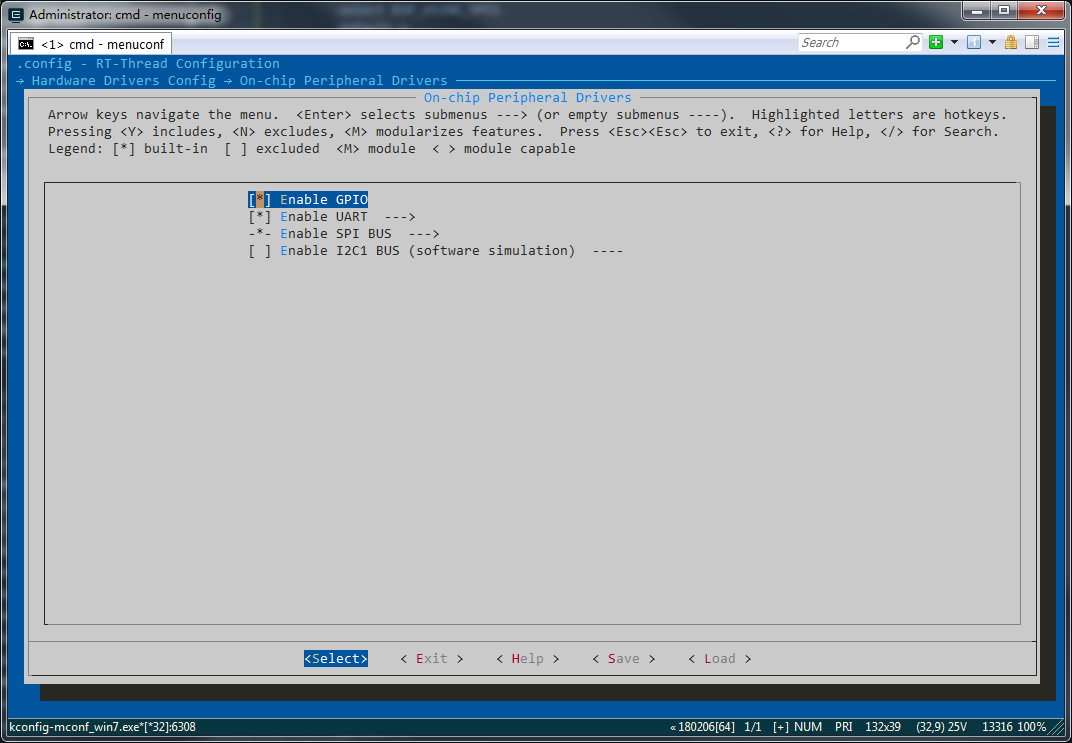 Administrator: cmd - menuconfig
<1> cmd - menuconf
Search
.config - RT-Thread Configuration
→ Hardware Drivers Config → On-chip Peripheral Drivers
On-chip Peripheral Drivers
Arrow keys navigate the menu.  <Enter> selects submenus ---> (or empty submenus ----).  Highlighted letters are hotkeys.
Pressing <Y> includes, <N> excludes, <M> modularizes features.  Press <Esc><Esc> to exit, <?> for Help, </> for Search.
Legend: [*] built-in  [ ] excluded  <M> module  < > module capable
[*] Enable GPIO
[*] Enable UART  --->
-*- Enable SPI BUS  --->
[ ] Enable I2C1 BUS (software simulation)  ----
<Select>    < Exit >    < Help >    < Save >    < Load >
kconfig-mconf_win7.exe*[*32]:6308    « 180206[64]  1/1  [+] NUM  PRI  132x39  (32,9) 25V  13316 100%